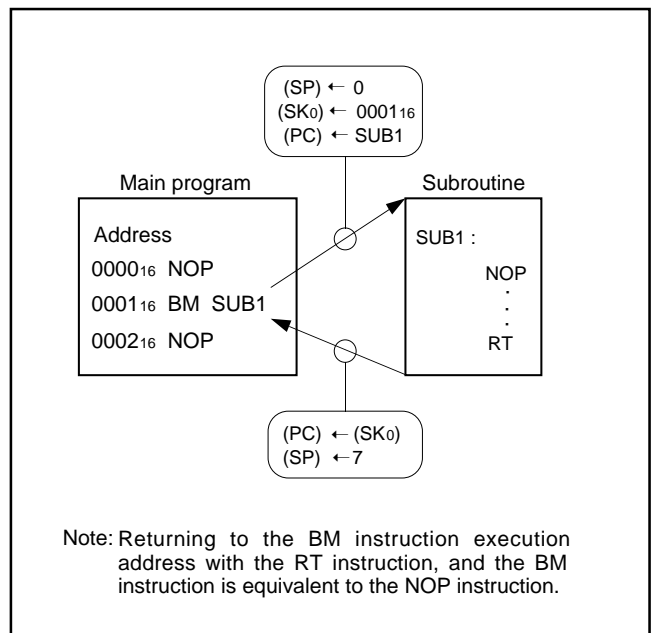 (SP) ← 0
(SK₀) ← 0001₁₆
(PC) ← SUB1
Main program
Subroutine
Address
0000₁₆ NOP
0001₁₆ BM SUB1
0002₁₆ NOP
SUB1 :
NOP
·
·
·
RT
(PC) ← (SK₀)
(SP) ← 7
Note: Returning to the BM instruction execution
address with the RT instruction, and the BM
instruction is equivalent to the NOP instruction.